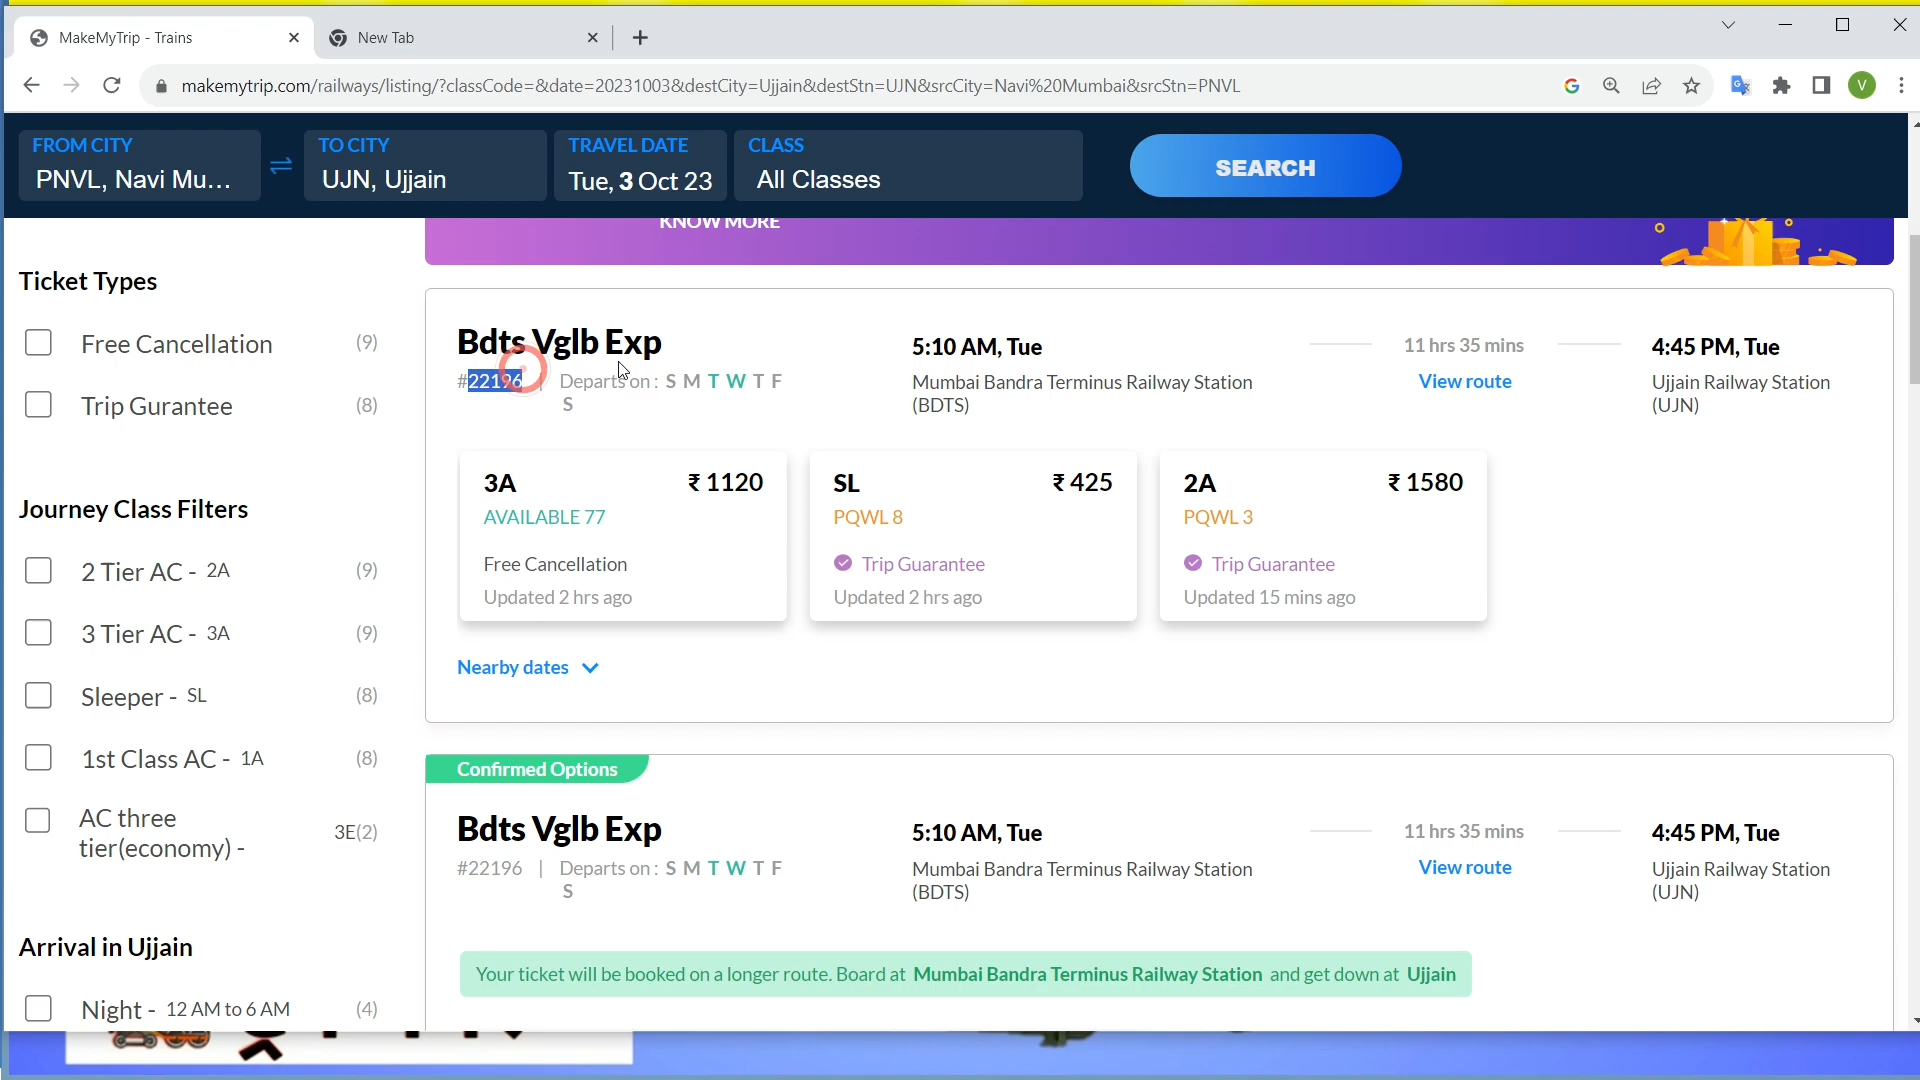 MakeMyTrip - Trains
New Tab
makemytrip.com/railways/listing/?classCode=&date=20231003&destCity=Ujjain&destStn=UJN&srcCity=Navi%20Mumbai&srcStn=PNVL
V
FROM CITY
PNVL, Navi Mu...
TO CITY
UJN, Ujjain
TRAVEL DATE
Tue, 3 Oct 23
CLASS
All Classes
SEARCH
KNOW MORE
Ticket Types
Free Cancellation (9)
Trip Gurantee (8)
Journey Class Filters
2 Tier AC - 2A (9)
3 Tier AC - 3A (9)
Sleeper - SL (8)
1st Class AC - 1A (8)
AC three
tier(economy) - 3E(2)
Arrival in Ujjain
Night - 12 AM to 6 AM (4)
Bdts Vglb Exp
#22196 | Departs on : S M T W T F
S
5:10 AM, Tue
Mumbai Bandra Terminus Railway Station
(BDTS)
11 hrs 35 mins
View route
4:45 PM, Tue
Ujjain Railway Station
(UJN)
3A ₹ 1120
AVAILABLE 77
Free Cancellation
Updated 2 hrs ago
SL ₹ 425
PQWL 8
Trip Guarantee
Updated 2 hrs ago
2A ₹ 1580
PQWL 3
Trip Guarantee
Updated 15 mins ago
Nearby dates
Confirmed Options
Bdts Vglb Exp
#22196 | Departs on : S M T W T F
S
5:10 AM, Tue
Mumbai Bandra Terminus Railway Station
(BDTS)
11 hrs 35 mins
View route
4:45 PM, Tue
Ujjain Railway Station
(UJN)
Your ticket will be booked on a longer route. Board at Mumbai Bandra Terminus Railway Station and get down at Ujjain